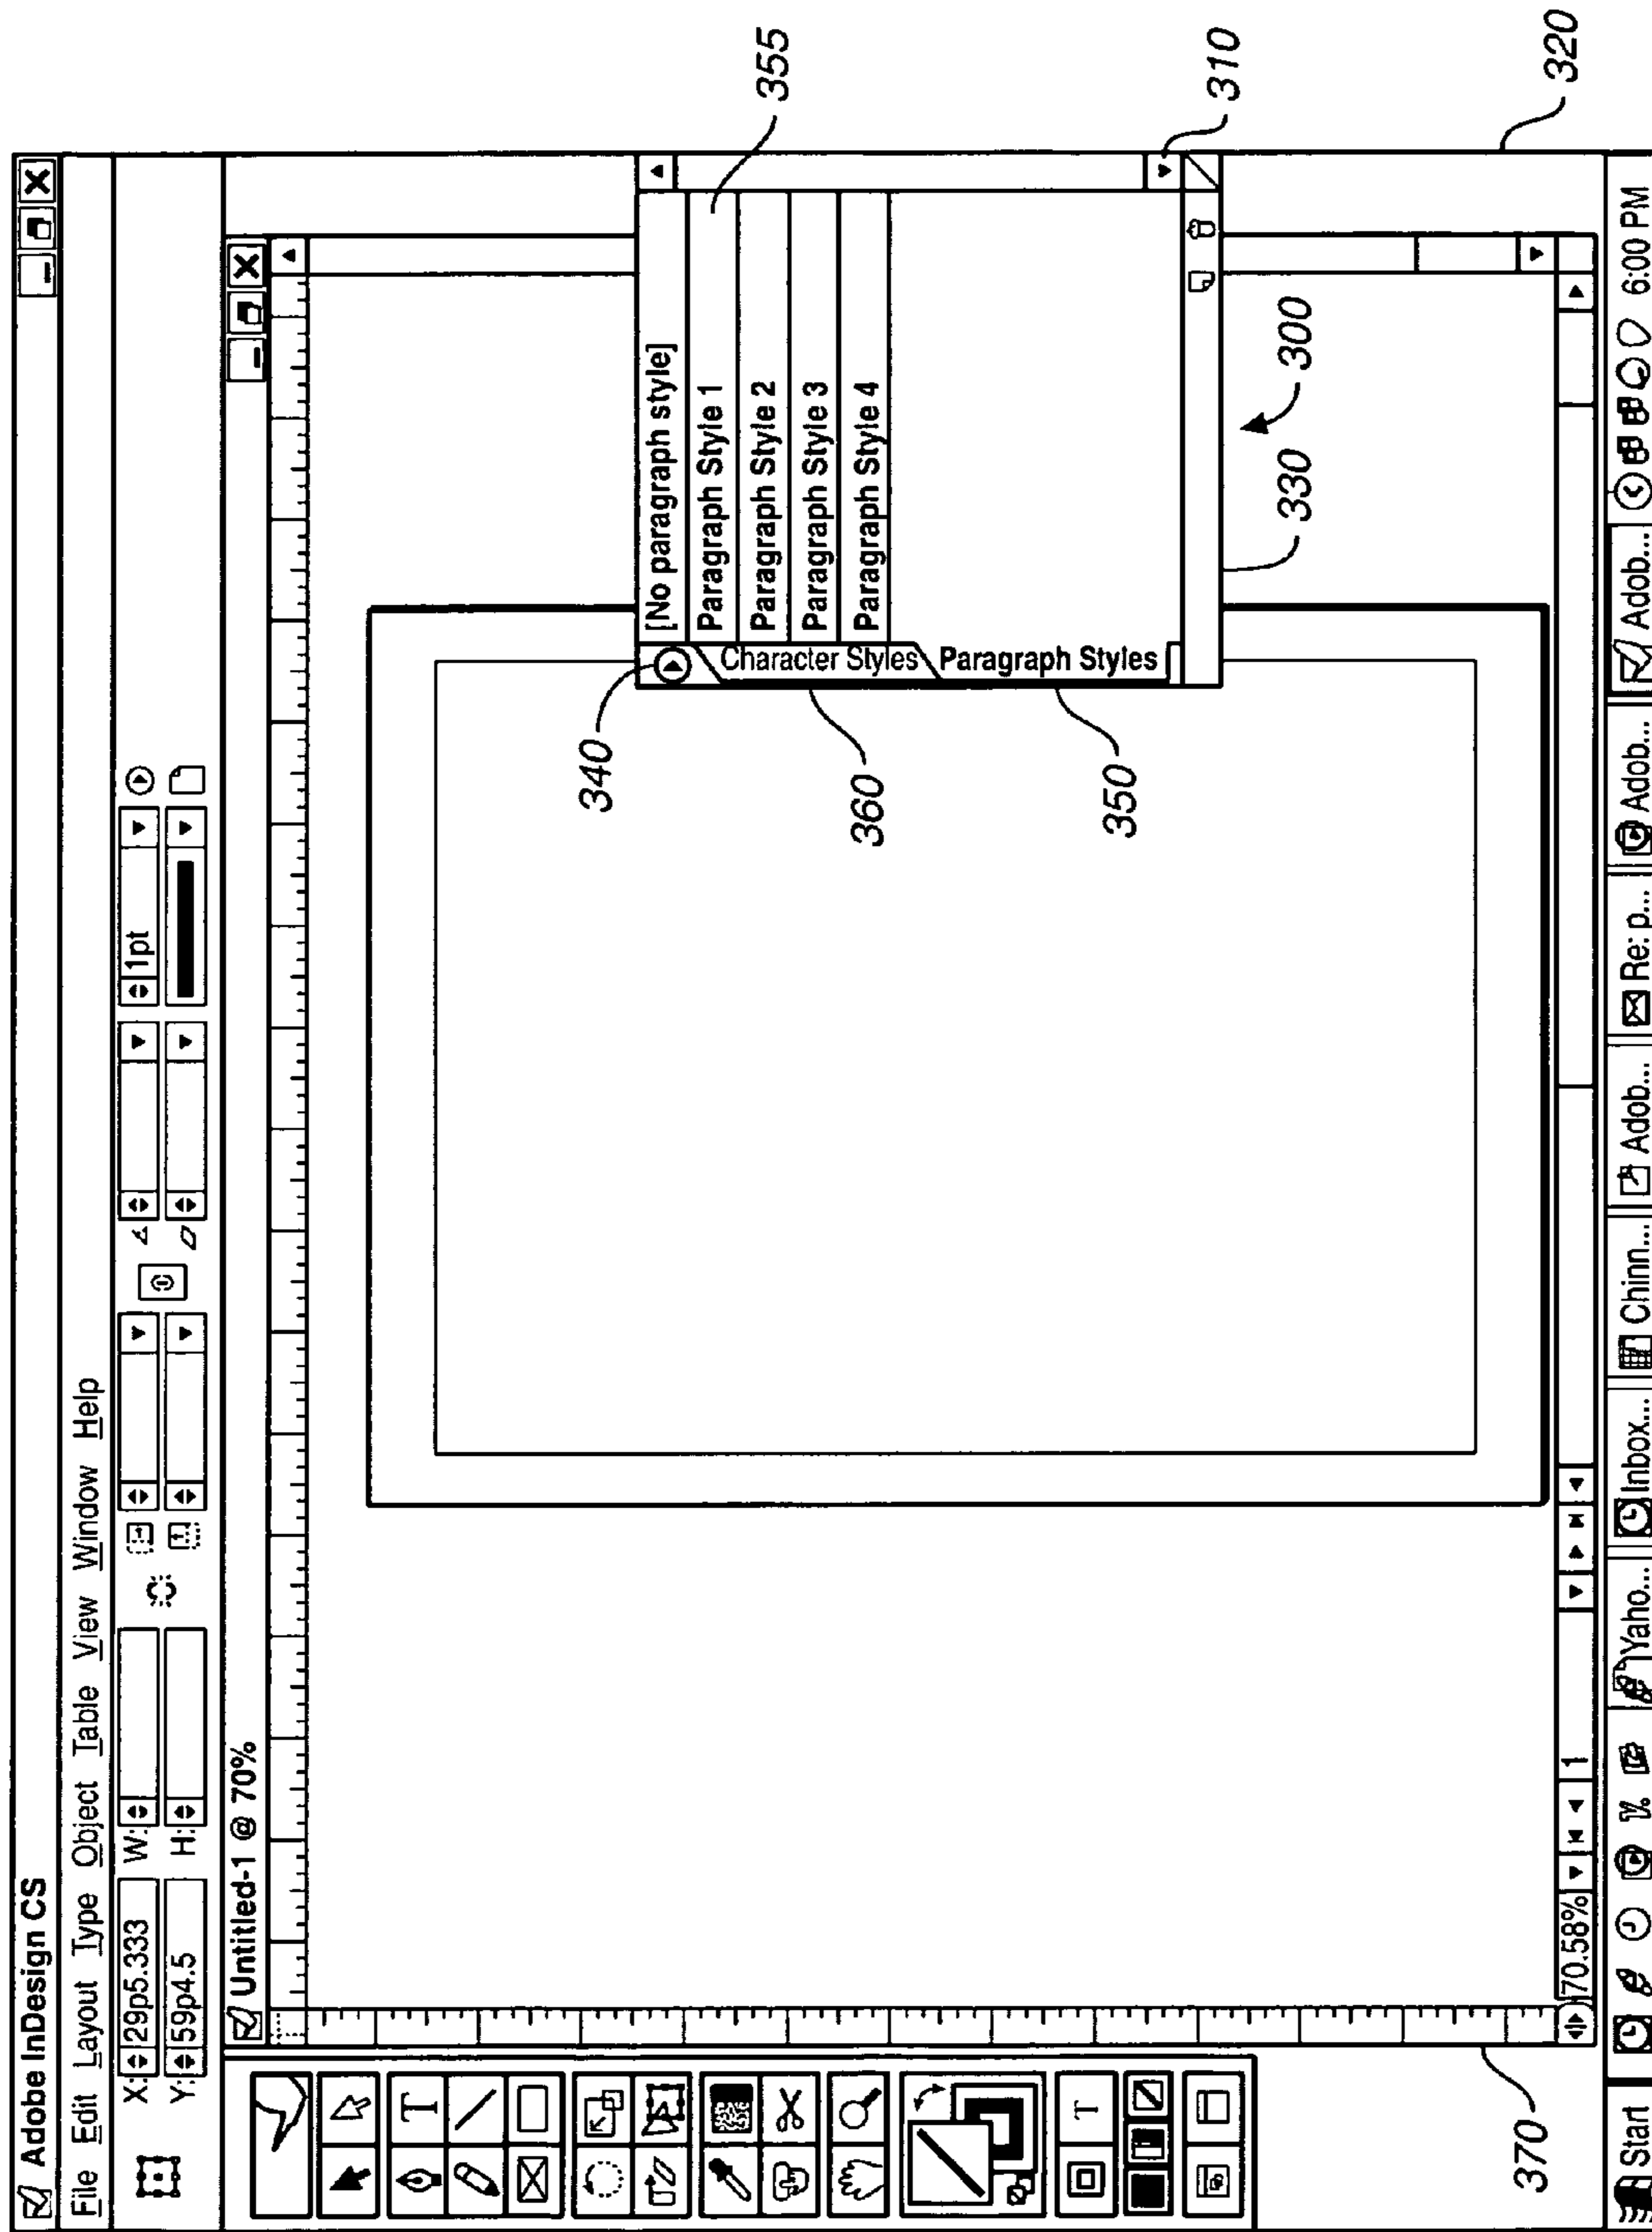 Adobe InDesign CS
File Edit Layout Type Object Table View Window Help
X: 29p5.333 W: 1pt
Y: 59p4.5 H:
Untitled-1 @ 70%
T
340
360
350
Character Styles
Paragraph Styles
[No paragraph style]
Paragraph Style 1
Paragraph Style 2
Paragraph Style 3
Paragraph Style 4
355
310
330
300
320
T
370
70.58% 1
Start Yaho... Inbox... Chinn... Adob... Re: p... Adob... Adob... 6:00 PM